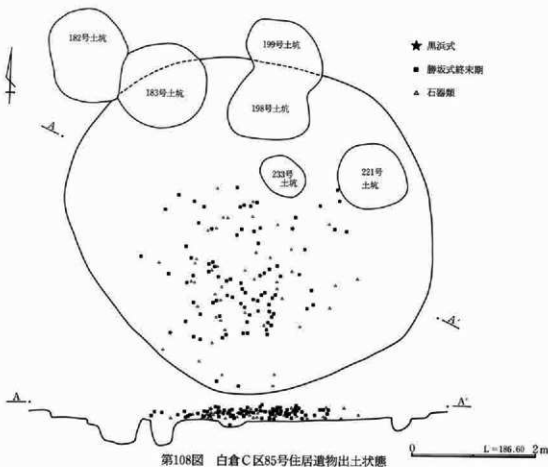 182号土坑
183号土坑
199号土坑
198号土坑
233号
土坑
221号
土坑
★ 黒浜式
■ 勝坂式終末期
▲ 石器類
A
A'
A
A'
第108図 白倉C区85号住居遺物出土状態
0 L=186.60 2m